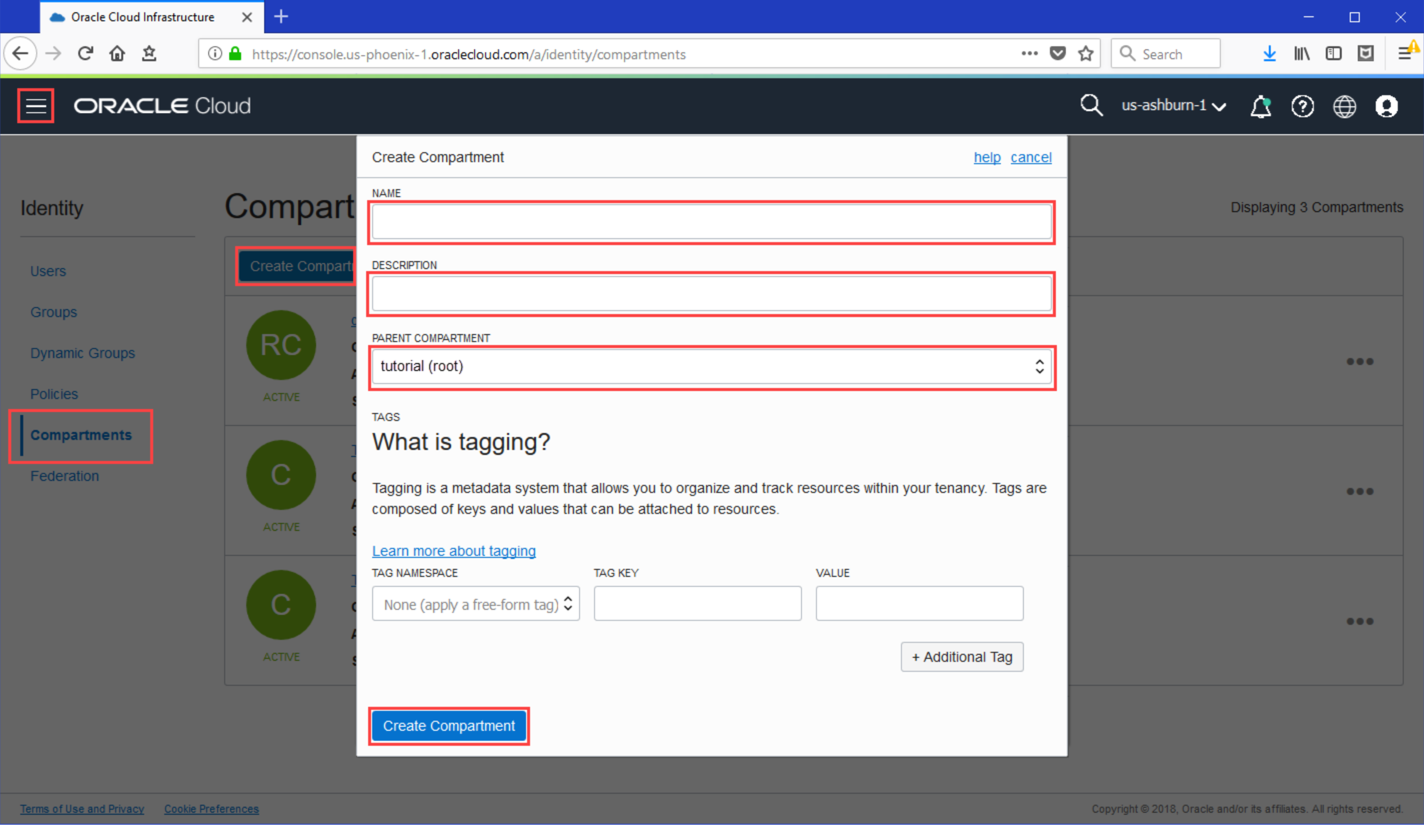 Oracle Cloud Infrastructure
https://console.us-phoenix-1.oraclecloud.com/a/identity/compartments
Search
ORACLE Cloud
us-ashburn-1
Create Compartment
help
cancel
Identity
Compart
Displaying 3 Compartments
Users
Groups
Dynamic Groups
Policies
Compartments
Federation
Create Compart
RC
ACTIVE
C
ACTIVE
C
ACTIVE
NAME
DESCRIPTION
PARENT COMPARTMENT
tutorial (root)
TAGS
What is tagging?
Tagging is a metadata system that allows you to organize and track resources within your tenancy. Tags are
composed of keys and values that can be attached to resources.
Learn more about tagging
TAG NAMESPACE
TAG KEY
VALUE
None (apply a free-form tag)
+ Additional Tag
Create Compartment
Terms of Use and Privacy
Cookie Preferences
Copyright © 2018, Oracle and/or its affiliates. All rights reserved.